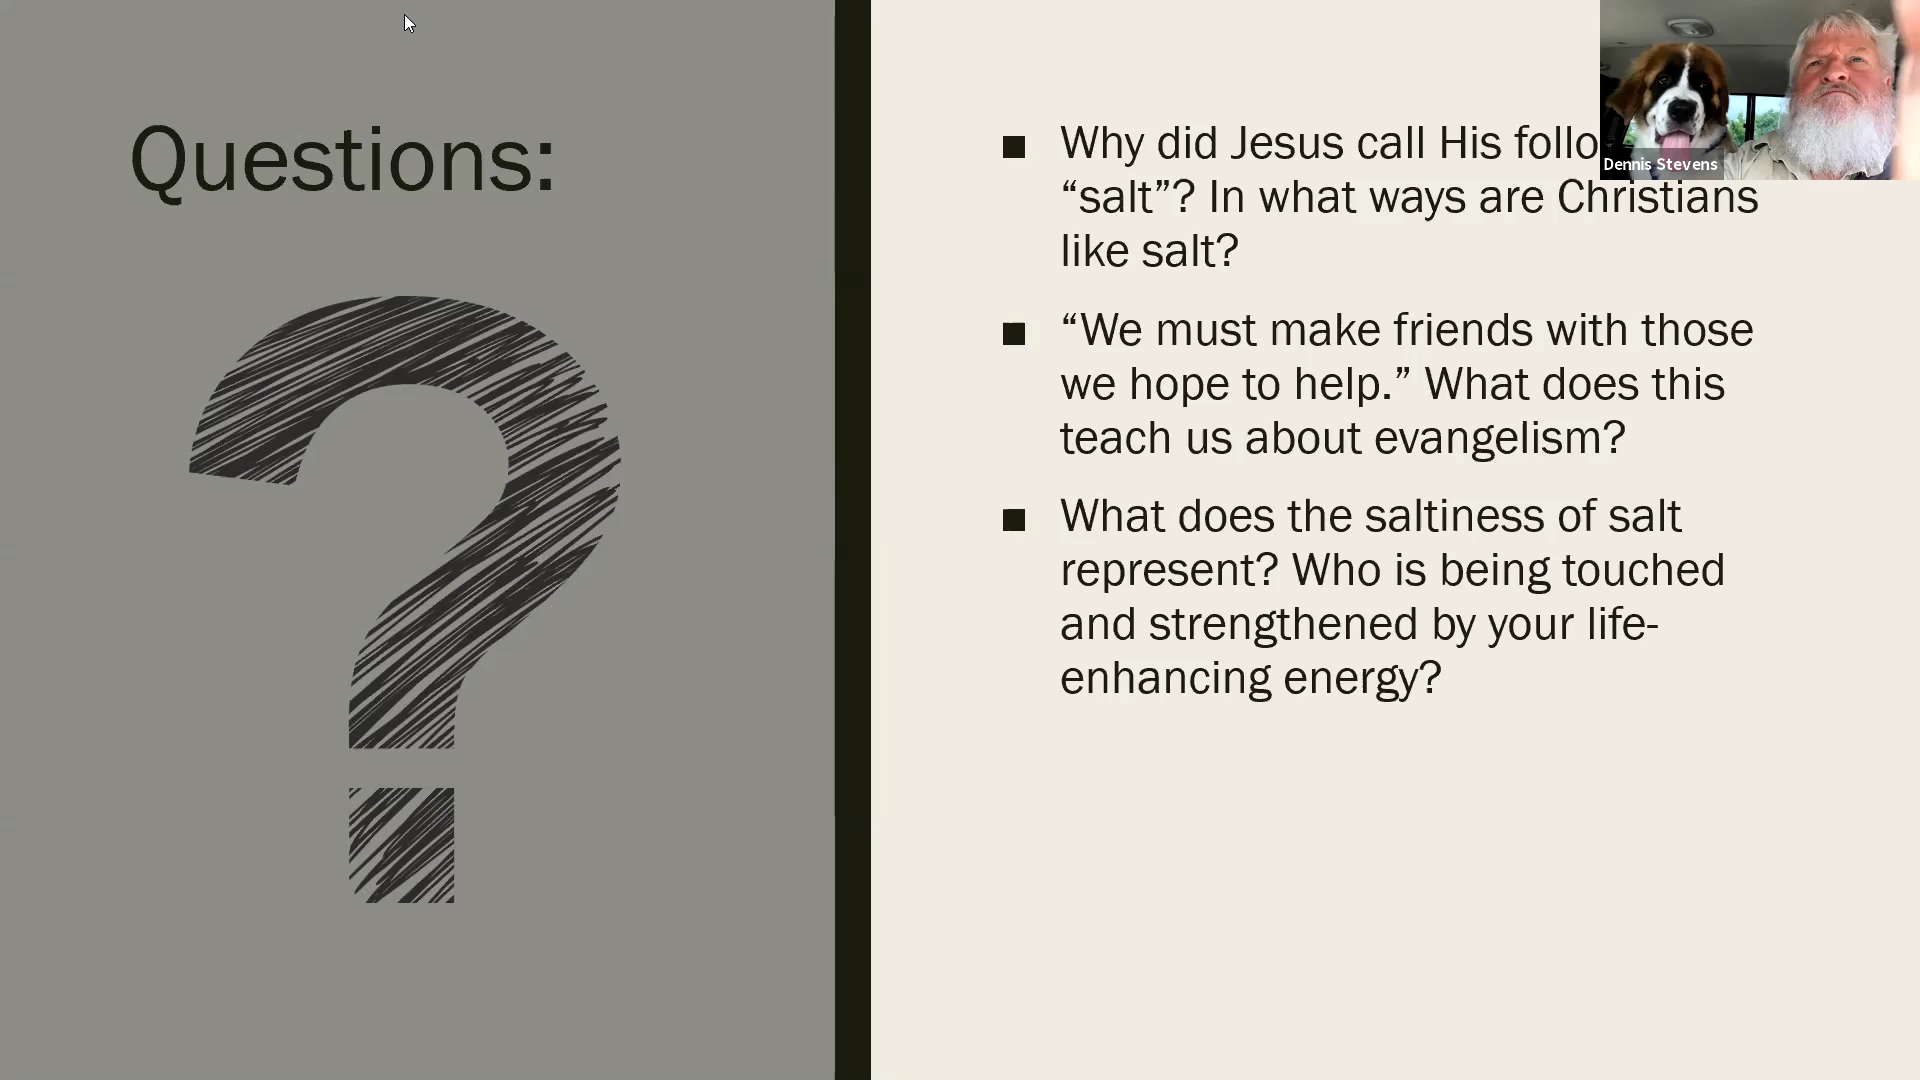 Questions:
Why did Jesus call His
“salt”? In what ways are Christians
like salt?
“We must make friends with those
we hope to help.” What does this
teach us about evangelism?
What does the saltiness of salt
represent? Who is being touched
and strengthened by your life-
enhancing energy?
Dennis Stevens